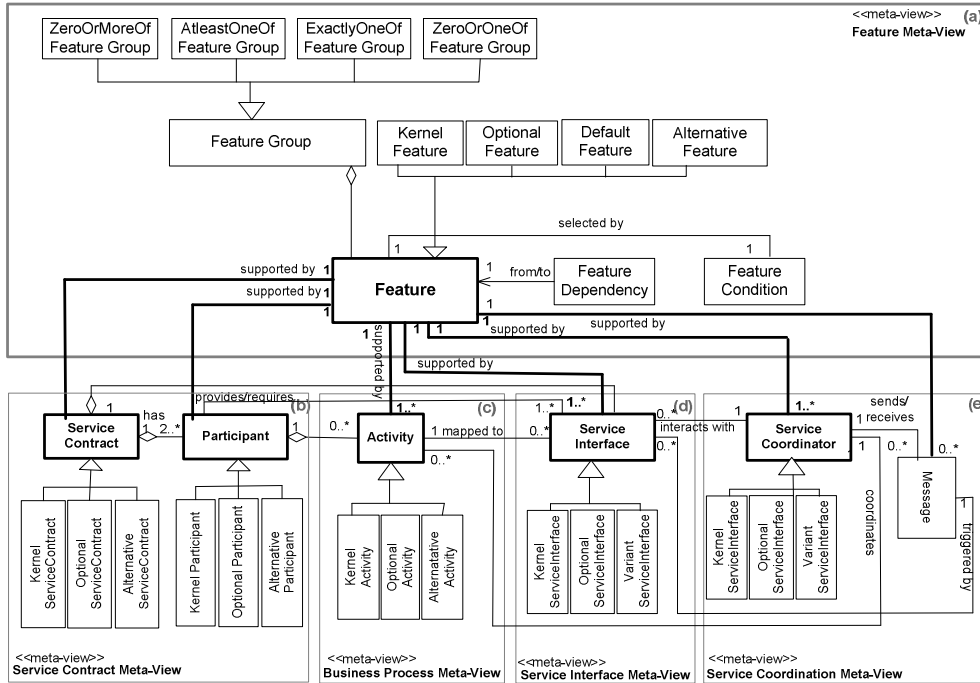 <<meta-view>> (a)
Feature Meta-View
ZeroOrMoreOf
Feature Group
AtleastOneOf
Feature Group
ExactlyOneOf
Feature Group
ZeroOrOneOf
Feature Group
Feature Group
Kernel
Feature
Optional
Feature
Default
Feature
Alternative
Feature
selected by
1
1
supported by 1
supported by 1
1
1
Feature
1
from/to
1
1
Feature
Dependency
Feature
Condition
1
supported by
1
1
supported by
supported by
supported by
1
has
1
2..*
(b)
provides/requires
1
0..*
1..*
(c)
1 mapped to
0..*
0..*
1..*
1..*
0..*
(d)
interacts with
0..*
1
1..*
sends/
receives
1
0..*
1
0..*
(e)
Service
Contract
Participant
Activity
Service
Interface
Service
Coordinator
Message
1
triggered by
coordinates
Kernel
ServiceContract
Optional
ServiceContract
Alternative
ServiceContract
Kernel Participant
Optional Participant
Alternative
Participant
Kernel
Activity
Optional
Activity
Alternatative
Activity
Kernel
ServiceInterface
Optional
ServiceInterface
Variant
ServiceInterface
Kernel
ServiceInterface
Optional
ServiceInterface
Variant
ServiceInterface
<<meta-view>>
Service Contract Meta-View
<<meta-view>>
Business Process Meta-View
<<meta-view>>
Service Interface Meta-View
<<meta-view>>
Service Coordination Meta-View